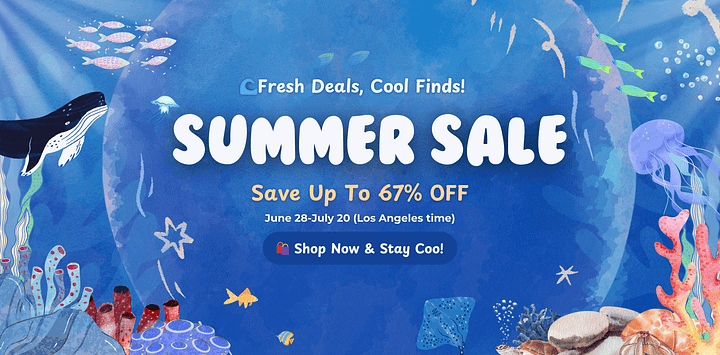 🌊Fresh Deals, Cool Finds!
SUMMER SALE
Save Up To 67% OFF
June 28-July 20 (Los Angeles time)
🛍️ Shop Now & Stay Coo!